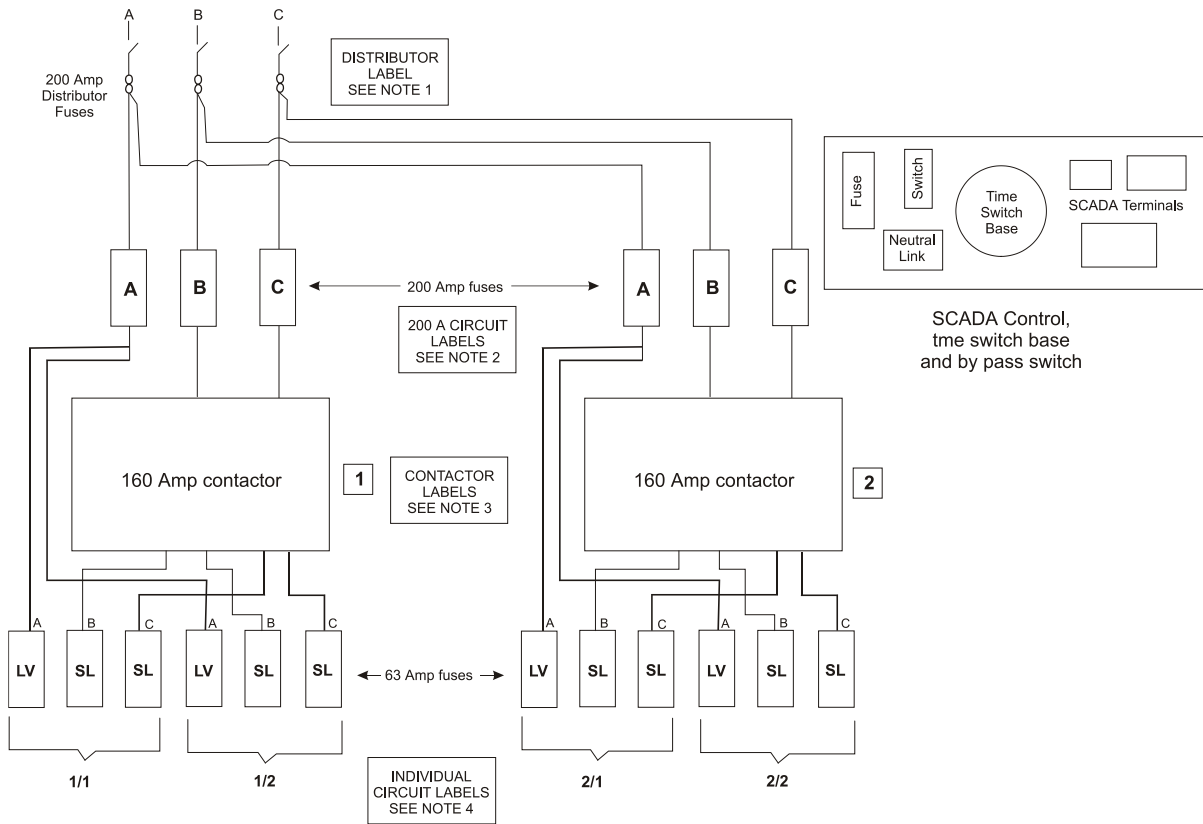 A
B
C
200 Amp
Distributor
Fuses
DISTRIBUTOR
LABEL
SEE NOTE 1
Fuse
Switch
Neutral
Link
Time
Switch
Base
SCADA Terminals
SCADA Control,
tme switch base
and by pass switch
A
B
C
200 Amp fuses
A
B
C
200 A CIRCUIT
LABELS
SEE NOTE 2
160 Amp contactor
1
CONTACTOR
LABELS
SEE NOTE 3
160 Amp contactor
2
A
B
C
A
B
C
A
B
C
A
B
C
LV
SL
SL
LV
SL
SL
63 Amp fuses
LV
SL
SL
LV
SL
SL
1/1
1/2
INDIVIDUAL
CIRCUIT LABELS
SEE NOTE 4
2/1
2/2